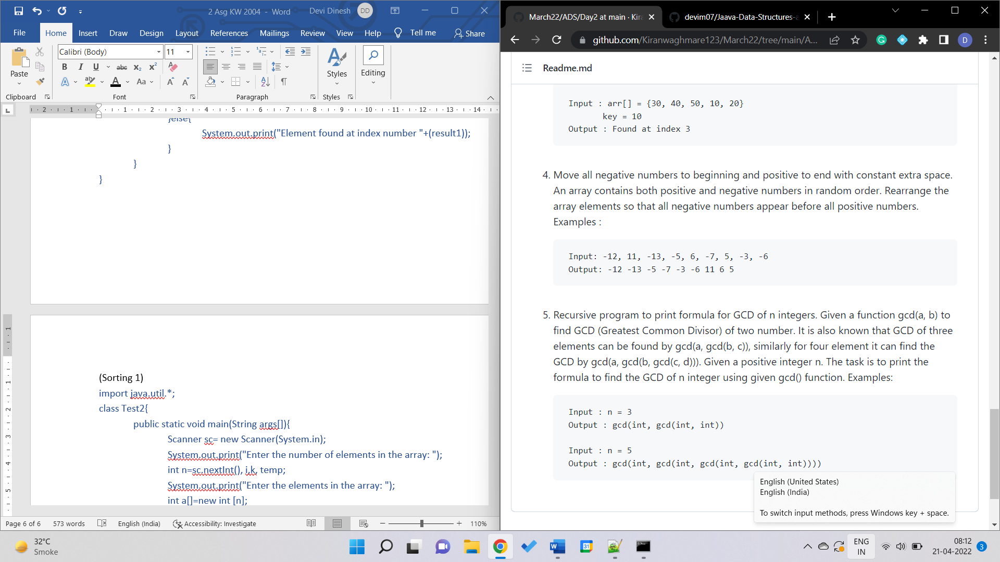 2 Asg KW 2004 - Word
Devi Dinesh
DD
File
Home
Insert
Draw
Design
Layout
References
Mailings
Review
View
Help
Tell me
Share
Paste
Clipboard
Calibri (Body)
11
Font
Paragraph
Styles
Styles
Editing
}else{
System.out.print("Element found at index number "+(result1));
}
}
}
(Sorting 1)
import java.util.*;
class Test2{
public static void main(String args[]){
Scanner sc= new Scanner(System.in);
System.out.print("Enter the number of elements in the array: ");
int n=sc.nextInt(), i,k, temp;
System.out.print("Enter the elements in the array: ");
int a[]=new int [n];
Page 6 of 6
573 words
English (India)
Accessibility: Investigate
110%
March22/ADS/Day2 at main · Kira
devim07/Jaava-Data-Structures-a
github.com/Kiranwaghmare123/March22/tree/main/A...
D
Readme.md
Input : arr[] = {30, 40, 50, 10, 20}
key = 10
Output : Found at index 3
4. Move all negative numbers to beginning and positive to end with constant extra space.
An array contains both positive and negative numbers in random order. Rearrange the
array elements so that all negative numbers appear before all positive numbers.
Examples :
Input: -12, 11, -13, -5, 6, -7, 5, -3, -6
Output: -12 -13 -5 -7 -3 -6 11 6 5
5. Recursive program to print formula for GCD of n integers. Given a function gcd(a, b) to
find GCD (Greatest Common Divisor) of two number. It is also known that GCD of three
elements can be found by gcd(a, gcd(b, c)), similarly for four element it can find the
GCD by gcd(a, gcd(b, gcd(c, d))). Given a positive integer n. The task is to print the
formula to find the GCD of n integer using given gcd() function. Examples:
Input : n = 3
Output : gcd(int, gcd(int, int))
Input : n = 5
Output : gcd(int, gcd(int, gcd(int, gcd(int, int))))
English (United States)
English (India)
To switch input methods, press Windows key + space.
32°C
Smoke
ENG
IN
08:12
21-04-2022
3